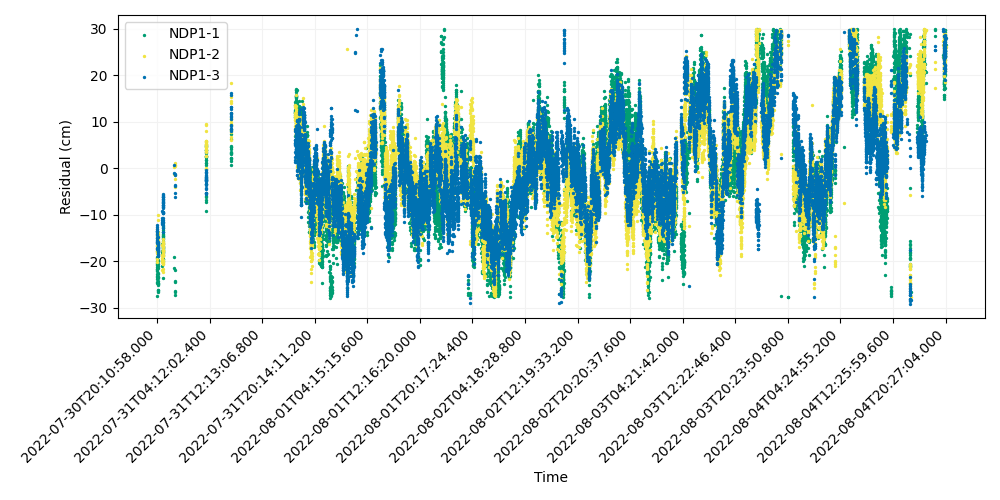 NDP1-1
NDP1-2
NDP1-3
Residual (cm)
30
20
10
0
−10
−20
−30
2022-07-30T20:10:58.000
2022-07-31T04:12:02.400
2022-07-31T12:13:06.800
2022-07-31T20:14:11.200
2022-08-01T04:15:15.600
2022-08-01T12:16:20.000
2022-08-01T20:17:24.400
2022-08-02T04:18:28.800
2022-08-02T12:19:33.200
2022-08-02T20:20:37.600
2022-08-03T04:21:42.000
2022-08-03T12:22:46.400
2022-08-03T20:23:50.800
2022-08-04T04:24:55.200
2022-08-04T12:25:59.600
2022-08-04T20:27:04.000
Time